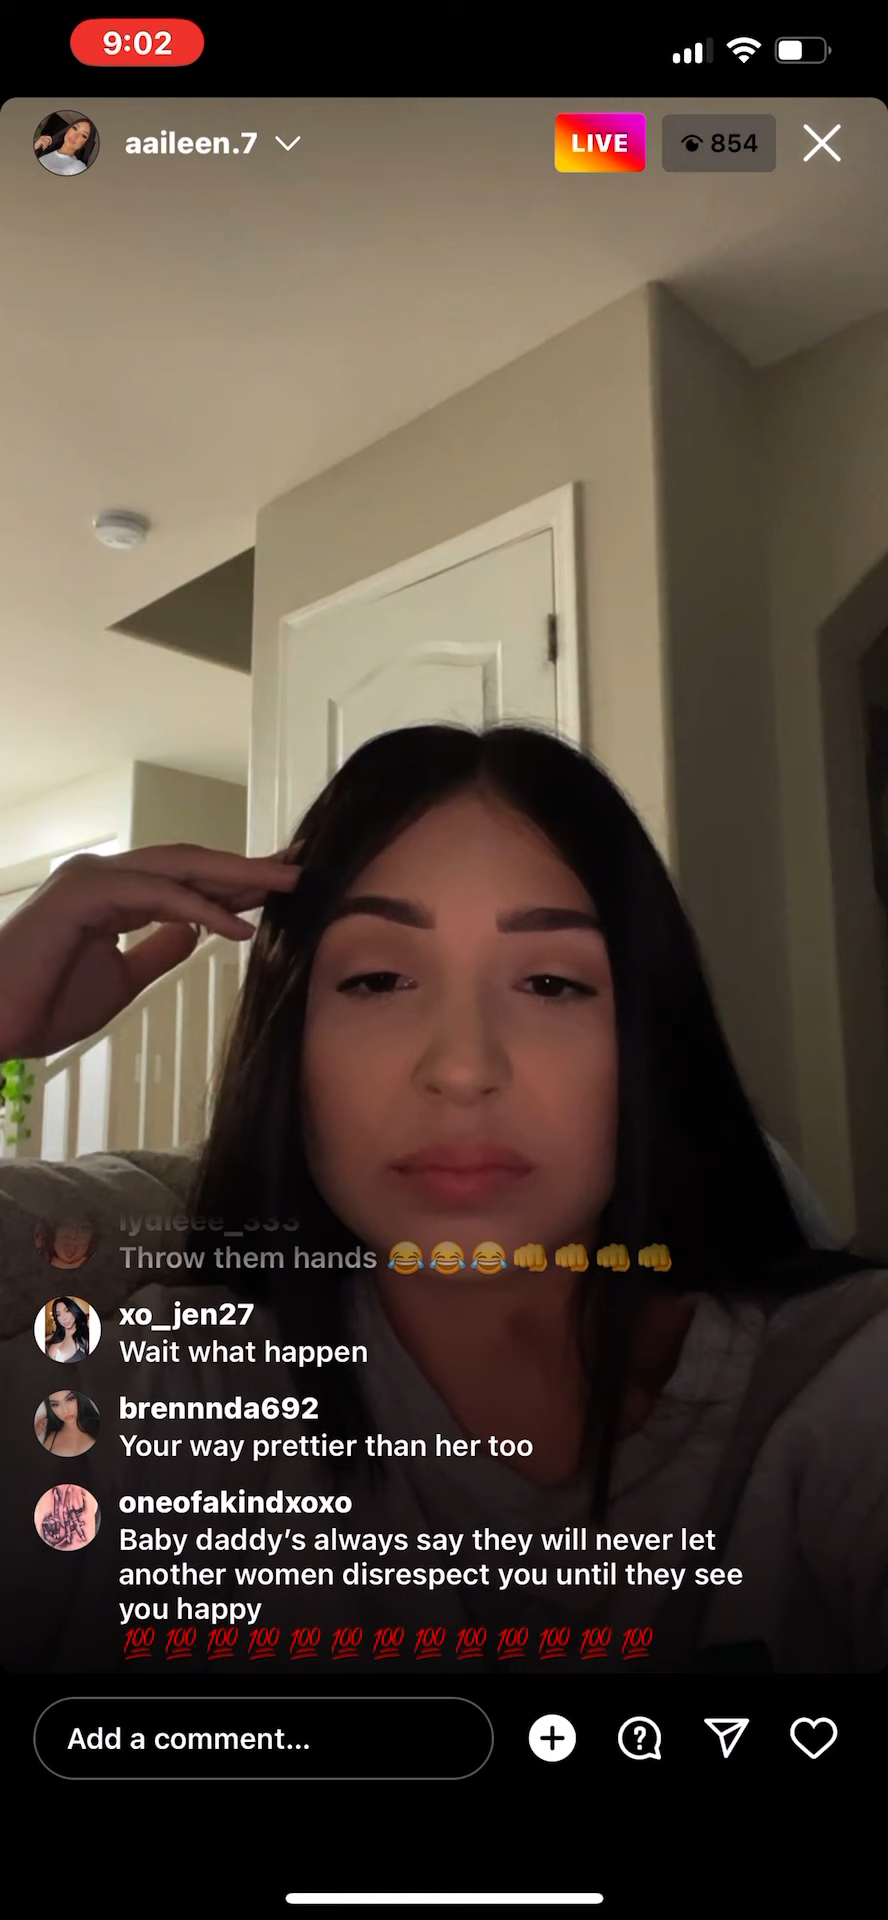 9:02
aaileen.7
LIVE
854
lydieee_333
Throw them hands 😂😂😂👊👊👊👊
xo_jen27
Wait what happen
brennnda692
Your way prettier than her too
oneofakindxoxo
Baby daddy’s always say they will never let
another women disrespect you until they see
you happy
💯💯💯💯💯💯💯💯💯💯💯💯💯
Add a comment...